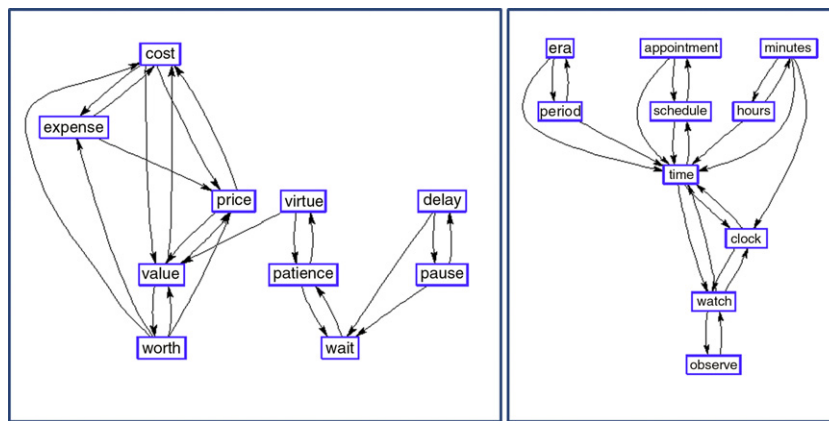 cost
expense
price
virtue
delay
value
patience
pause
worth
wait
era
appointment
minutes
period
schedule
hours
time
clock
watch
observe